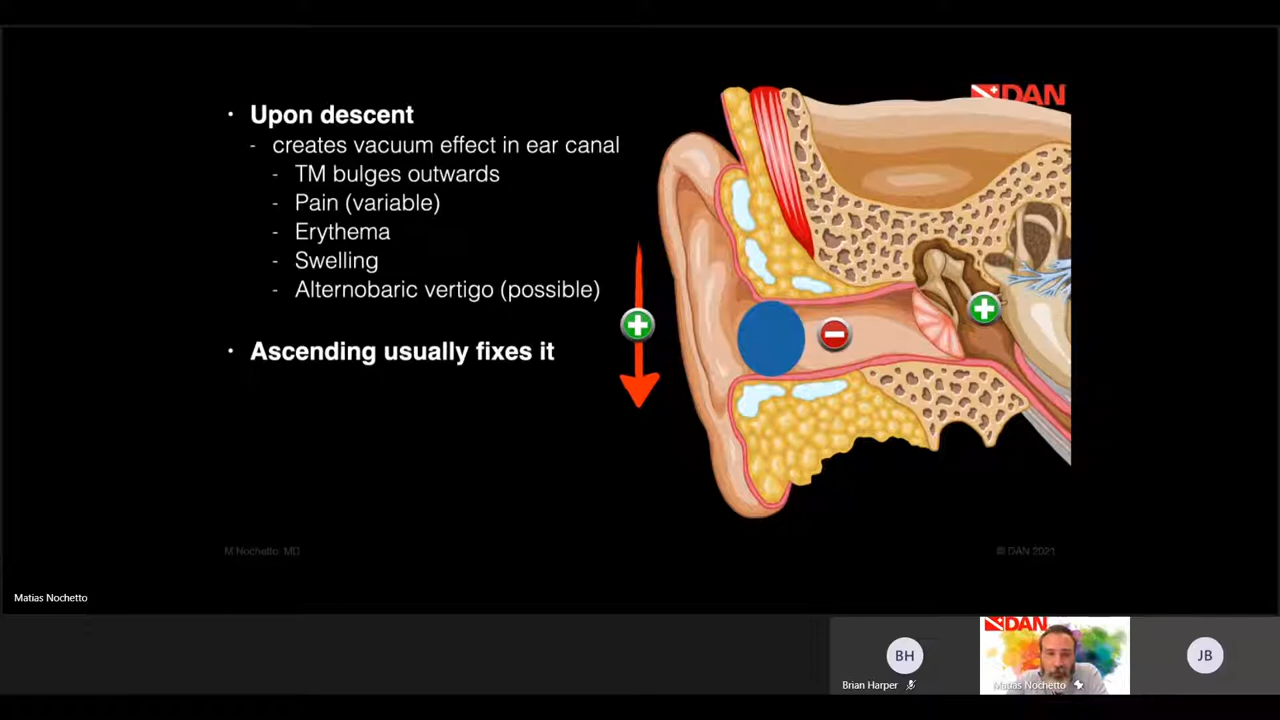 DAN
· Upon descent
- creates vacuum effect in ear canal
- TM bulges outwards
- Pain (variable)
- Erythema
- Swelling
- Alternobaric vertigo (possible)
· Ascending usually fixes it
M Nochetto MD
© DAN 2021
Matias Nochetto
DAN
BH
JB
Brian Harper
Matias Nochetto